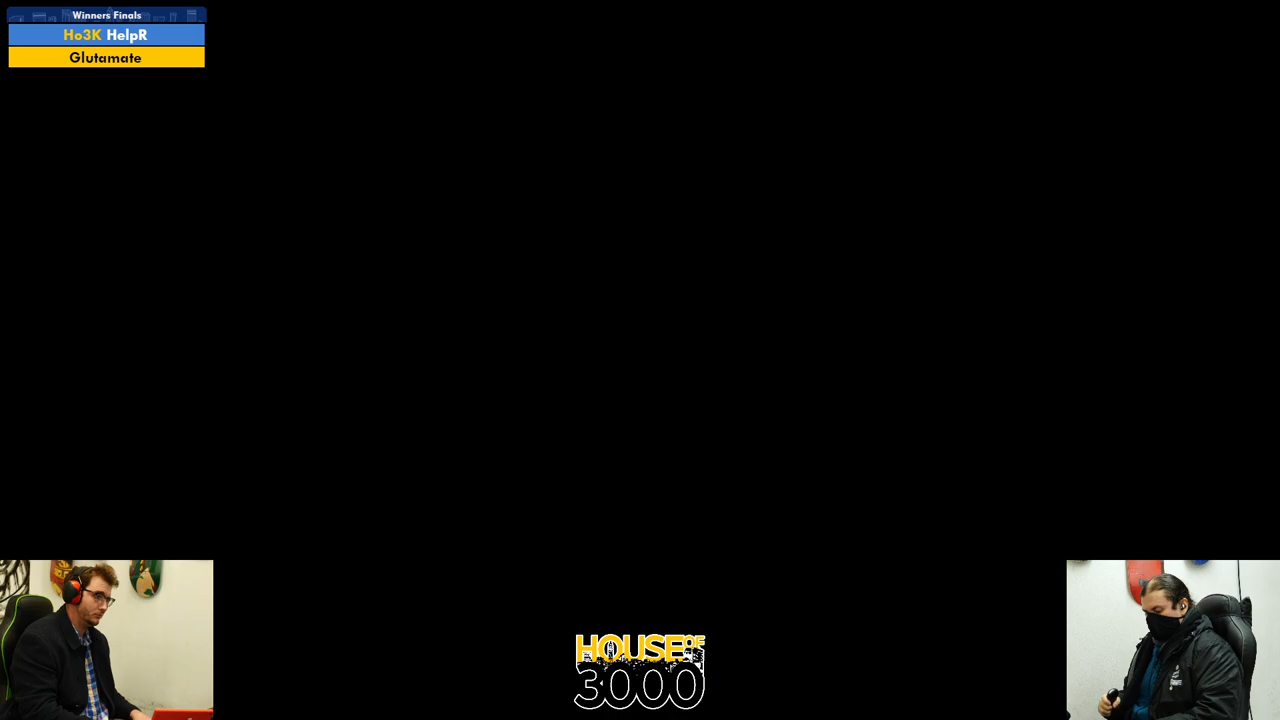 Winners Finals
Ho3K HelpR
Glutamate
HOUSE OF
3000